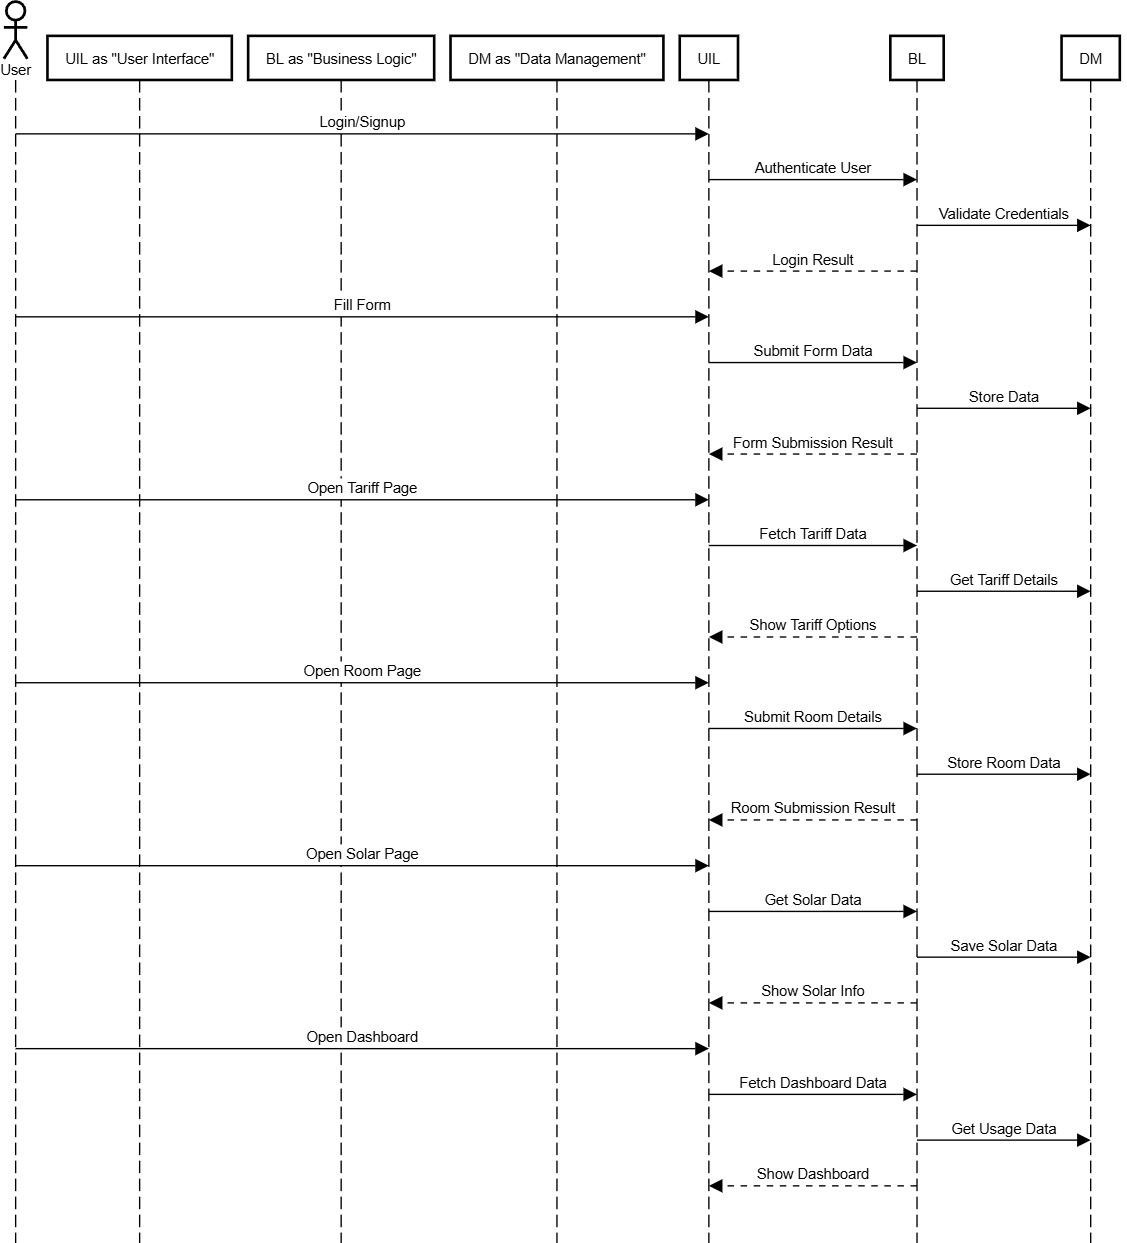 User
UIL as "User Interface"
BL as "Business Logic"
DM as "Data Management"
UIL
BL
DM
Login/Signup
Authenticate User
Validate Credentials
Login Result
Fill Form
Submit Form Data
Store Data
Form Submission Result
Open Tariff Page
Fetch Tariff Data
Get Tariff Details
Show Tariff Options
Open Room Page
Submit Room Details
Store Room Data
Room Submission Result
Open Solar Page
Get Solar Data
Save Solar Data
Show Solar Info
Open Dashboard
Fetch Dashboard Data
Get Usage Data
Show Dashboard